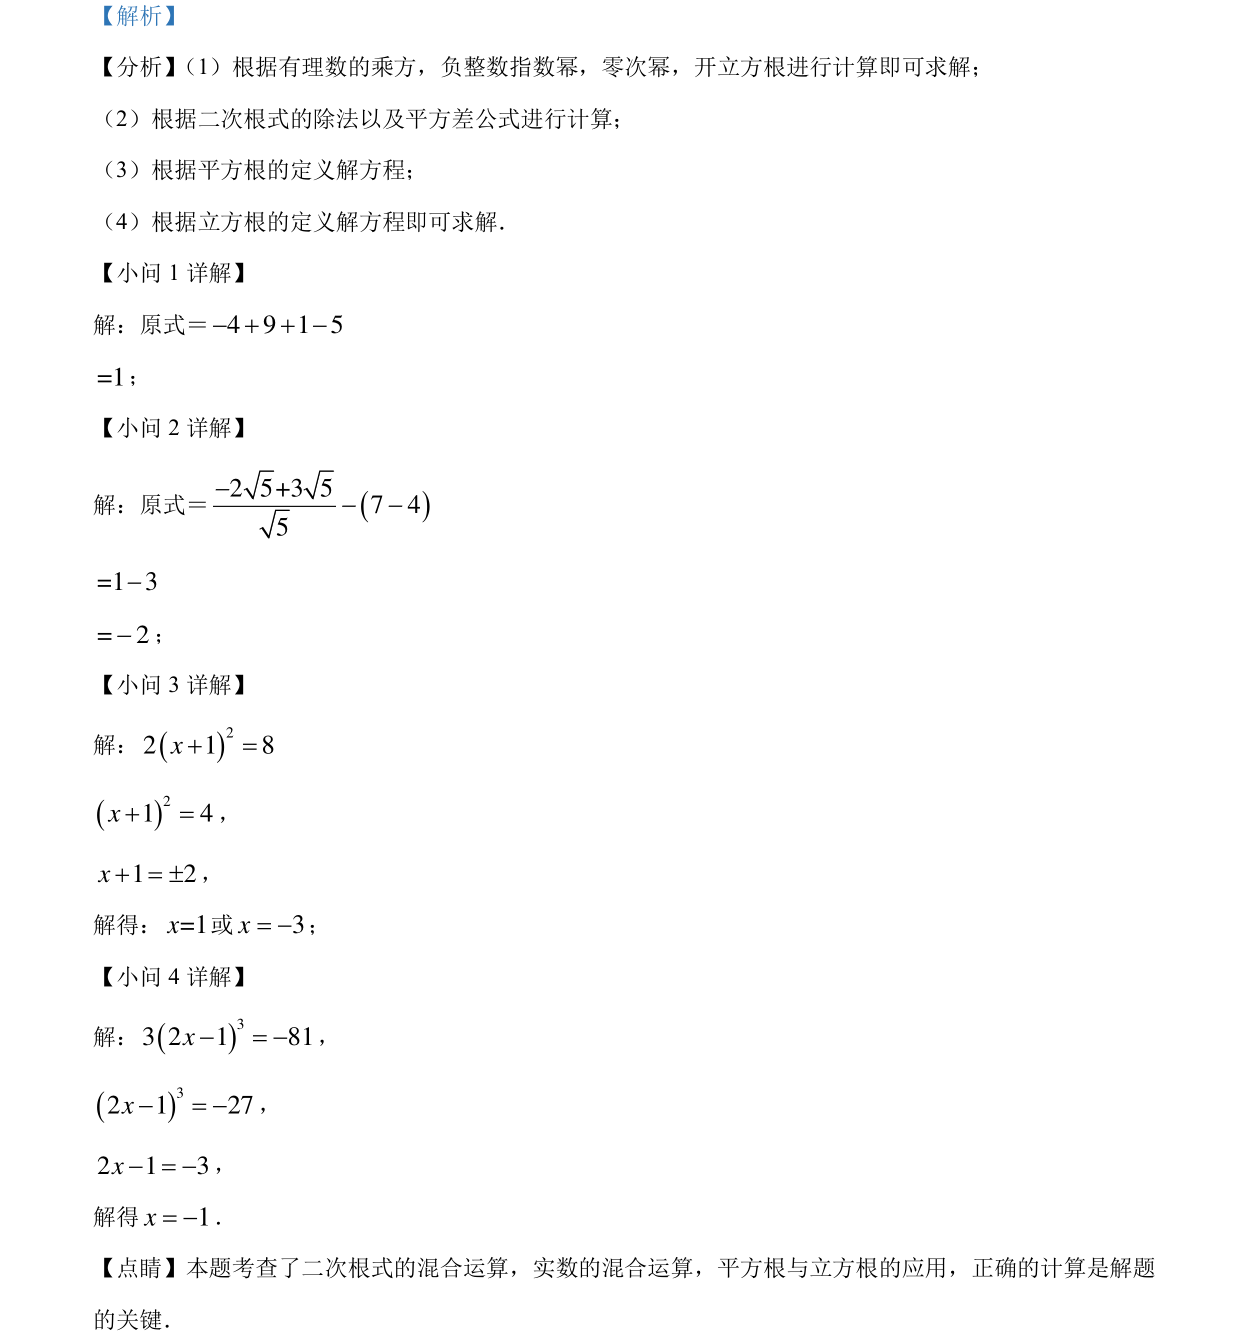 【解析】
【分析】（1）根据有理数的乘方，负整数指数幂，零次幂，开立方根进行计算即可求解；
（2）根据二次根式的除法以及平方差公式进行计算；
（3）根据平方根的定义解方程；
（4）根据立方根的定义解方程即可求解．
【小问 1 详解】
解：原式＝−4+9+1−5
=1；
【小问 2 详解】
解：原式＝\frac{−2\sqrt{5}+3\sqrt{5}}{\sqrt{5}}−(7−4)
=1−3
=−2；
【小问 3 详解】
解：2(x+1)^2=8
(x+1)^2=4，
x+1=±2，
解得：x=1或x=−3；
【小问 4 详解】
解：3(2x−1)^3=−81，
(2x−1)^3=−27，
2x−1=−3，
解得x=−1．
【点睛】本题考查了二次根式的混合运算，实数的混合运算，平方根与立方根的应用，正确的计算是解题
的关键．